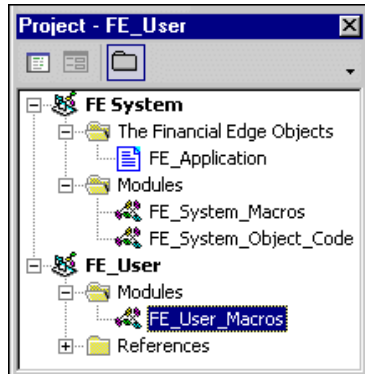 Project - FE_User
FE System
The Financial Edge Objects
FE_Application
Modules
FE_System_Macros
FE_System_Object_Code
FE_User
Modules
FE_User_Macros
References